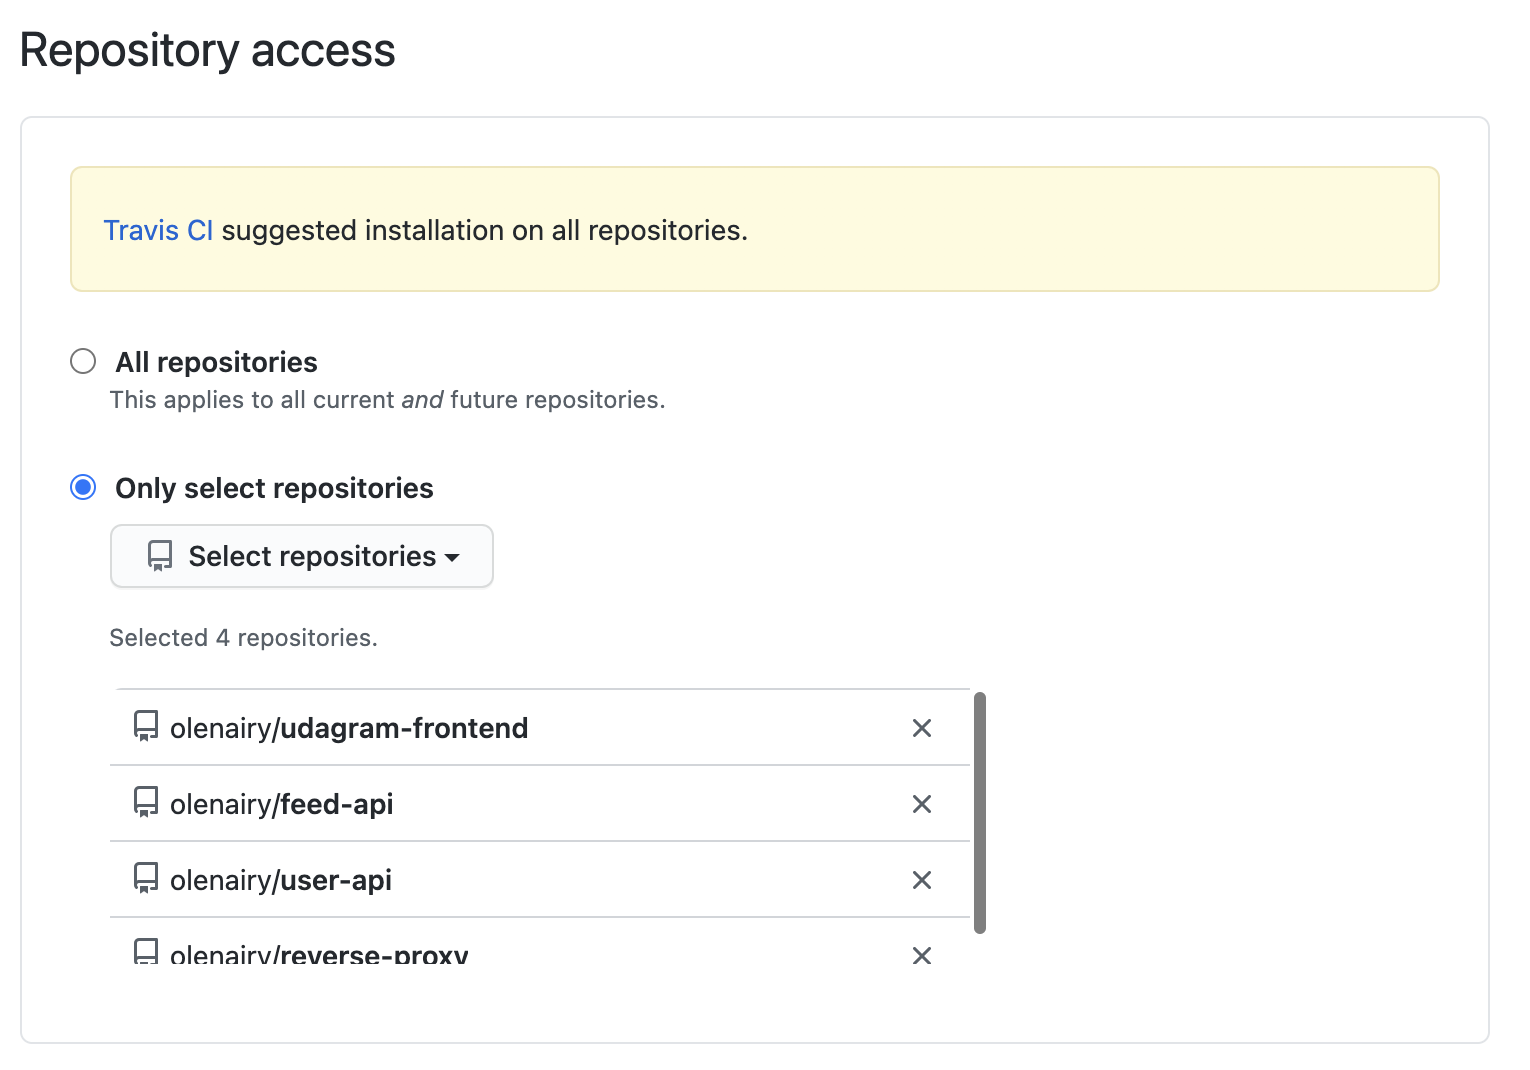 Repository access
Travis CI suggested installation on all repositories.
All repositories
This applies to all current and future repositories.
Only select repositories
Select repositories
Selected 4 repositories.
olenairy/udagram-frontend
olenairy/feed-api
olenairy/user-api
olenairy/reverse-proxy